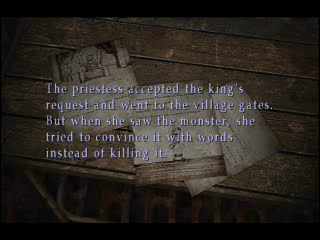 The priestess accepted the king's
request and went to the village gates.
But when she saw the monster, she
tried to convince it with words
instead of killing it.